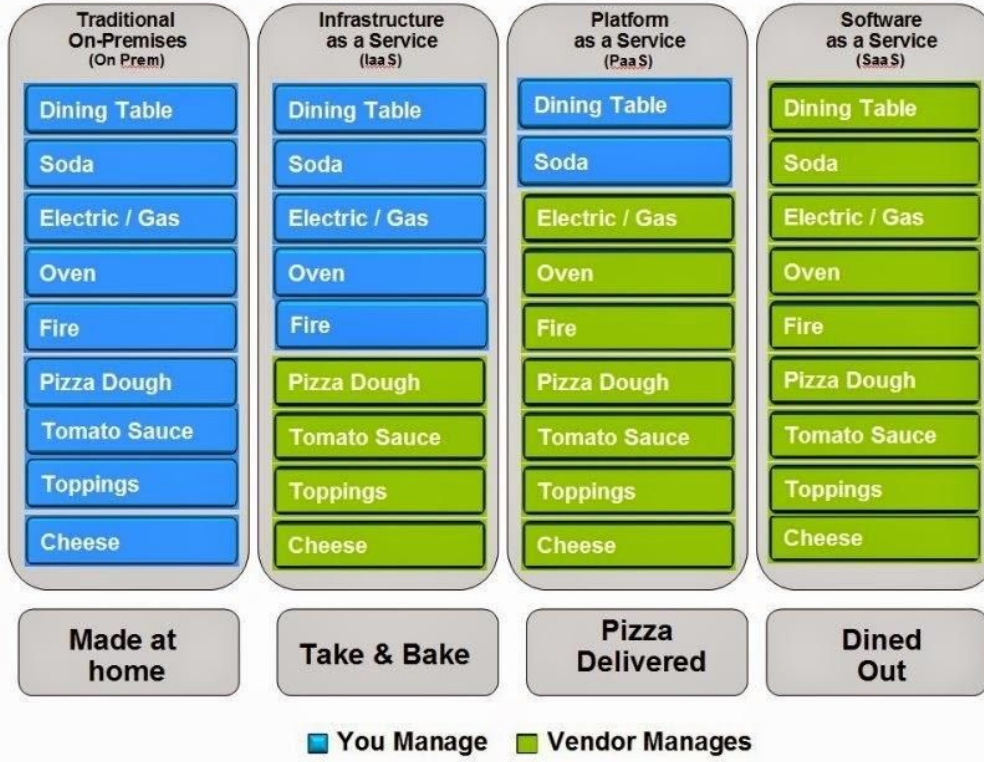 Traditional
On-Premises
(On Prem)
Dining Table
Soda
Electric / Gas
Oven
Fire
Pizza Dough
Tomato Sauce
Toppings
Cheese
Made at
home
Infrastructure
as a Service
(IaaS)
Dining Table
Soda
Electric / Gas
Oven
Fire
Pizza Dough
Tomato Sauce
Toppings
Cheese
Take & Bake
Platform
as a Service
(PaaS)
Dining Table
Soda
Electric / Gas
Oven
Fire
Pizza Dough
Tomato Sauce
Toppings
Cheese
Pizza
Delivered
Software
as a Service
(SaaS)
Dining Table
Soda
Electric / Gas
Oven
Fire
Pizza Dough
Tomato Sauce
Toppings
Cheese
Dined
Out
You Manage
Vendor Manages